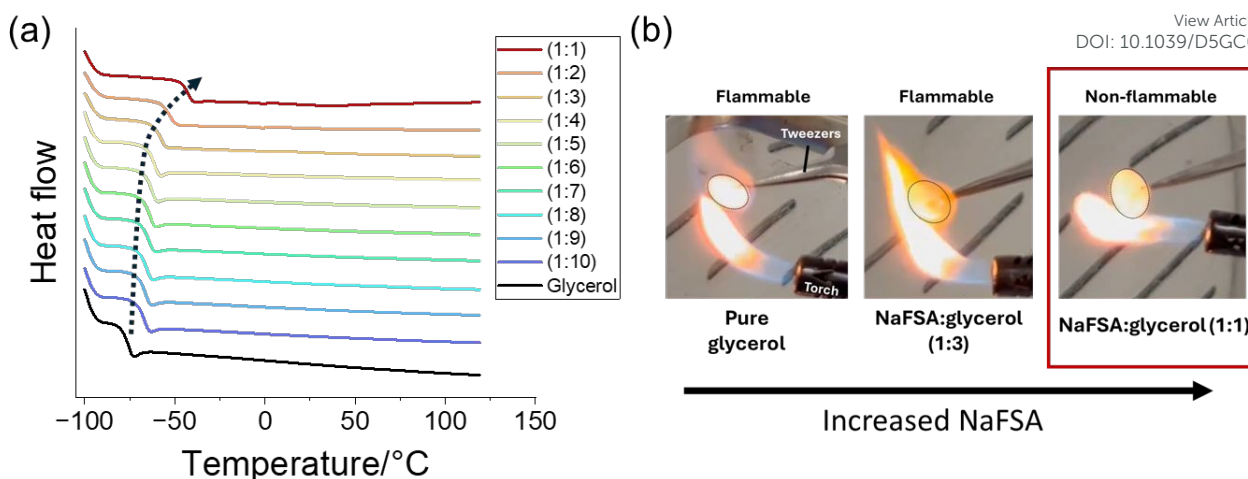 (a)
Heat flow
(1:1)
(1:2)
(1:3)
(1:4)
(1:5)
(1:6)
(1:7)
(1:8)
(1:9)
(1:10)
Glycerol
−100 −50 0 50 100 150
Temperature/°C
(b)
View Articl
DOI: 10.1039/D5GC
Flammable Flammable Non-flammable
Tweezers
Torch
Pure
glycerol
NaFSA:glycerol
(1:3)
NaFSA:glycerol (1:1)
Increased NaFSA